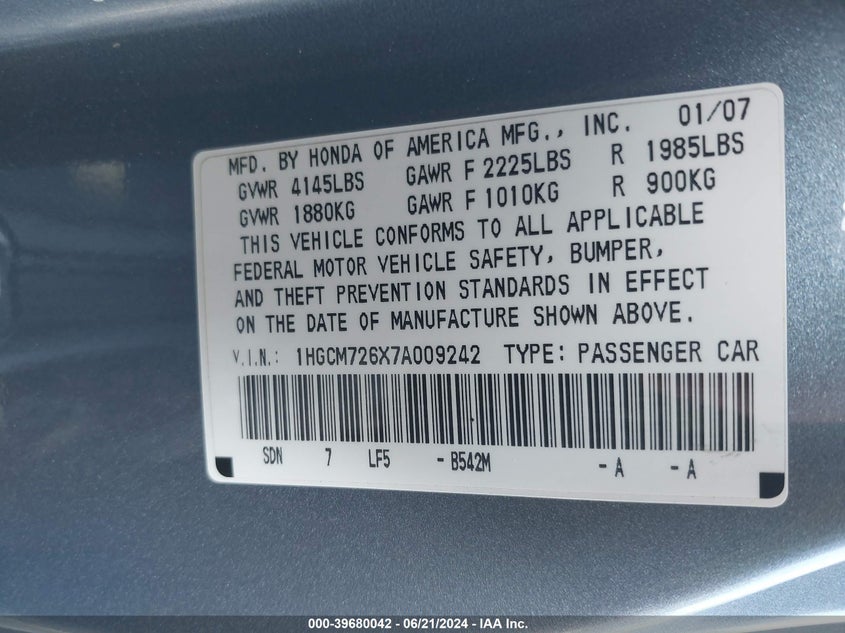 MFD. BY HONDA OF AMERICA MFG., INC. 01/07
GVWR 4145LBS GAWR F 2225LBS R 1985LBS
GVWR 1880KG GAWR F 1010KG R 900KG
THIS VEHICLE CONFORMS TO ALL APPLICABLE
FEDERAL MOTOR VEHICLE SAFETY, BUMPER,
AND THEFT PREVENTION STANDARDS IN EFFECT
ON THE DATE OF MANUFACTURE SHOWN ABOVE.
V.I.N.: 1HGCM726X7A009242 TYPE: PASSENGER CAR
SDN 7 LF5 -B542M -A -A
000-39680042 - 06/21/2024 - IAA Inc.